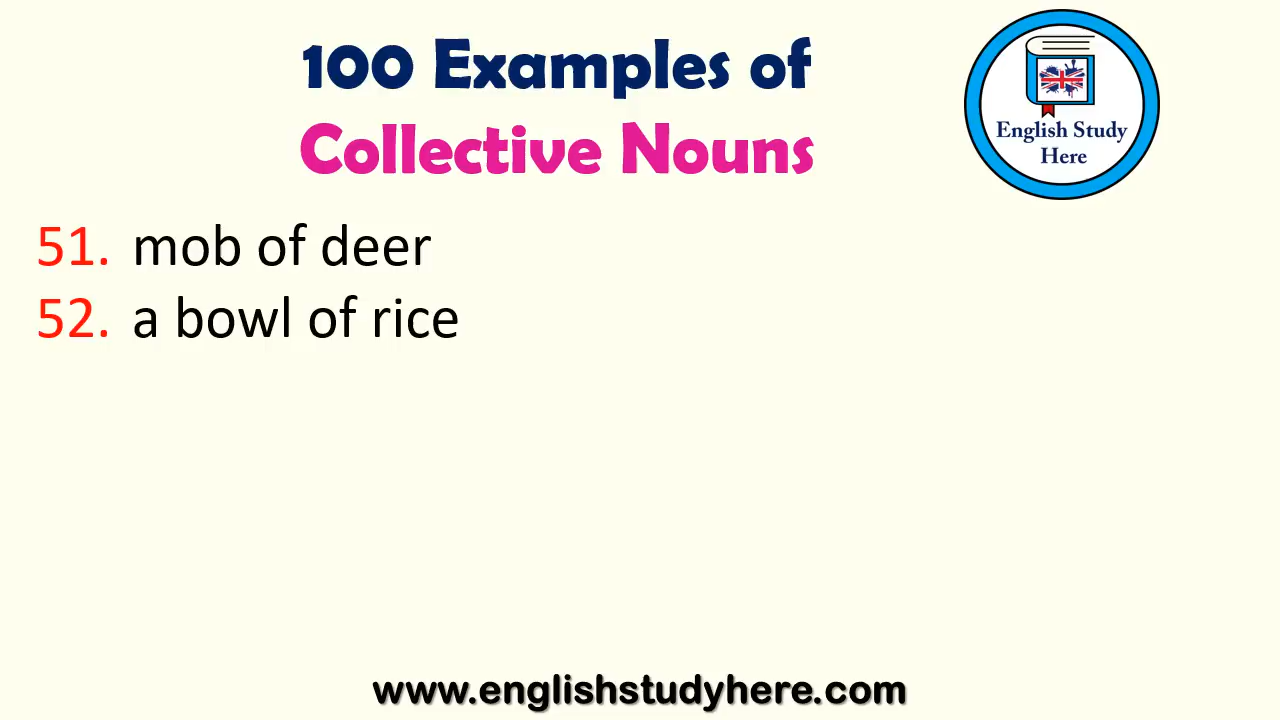 100 Examples of
Collective Nouns
English Study
Here
51. mob of deer
52. a bowl of rice
www.englishstudyhere.com